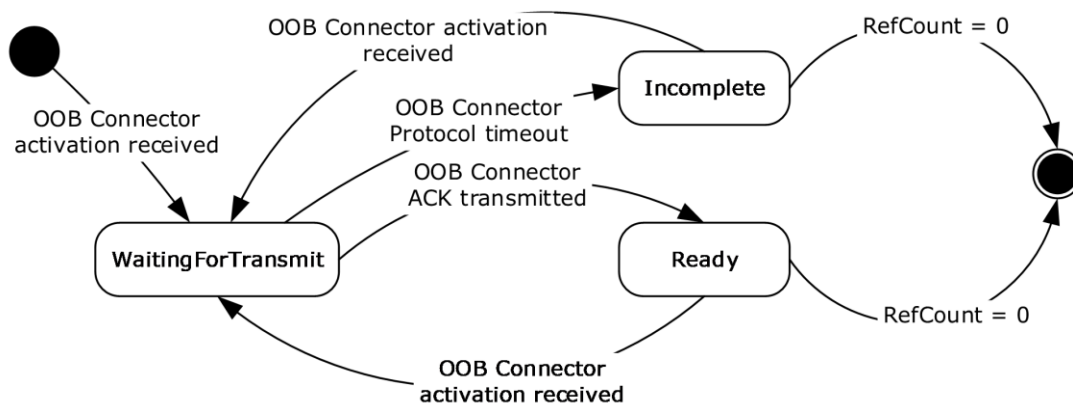 OOB Connector activation
received
RefCount = 0
Incomplete
OOB Connector
Protocol timeout
OOB Connector
activation received
OOB Connector
ACK transmitted
WaitingForTransmit
Ready
RefCount = 0
OOB Connector
activation received